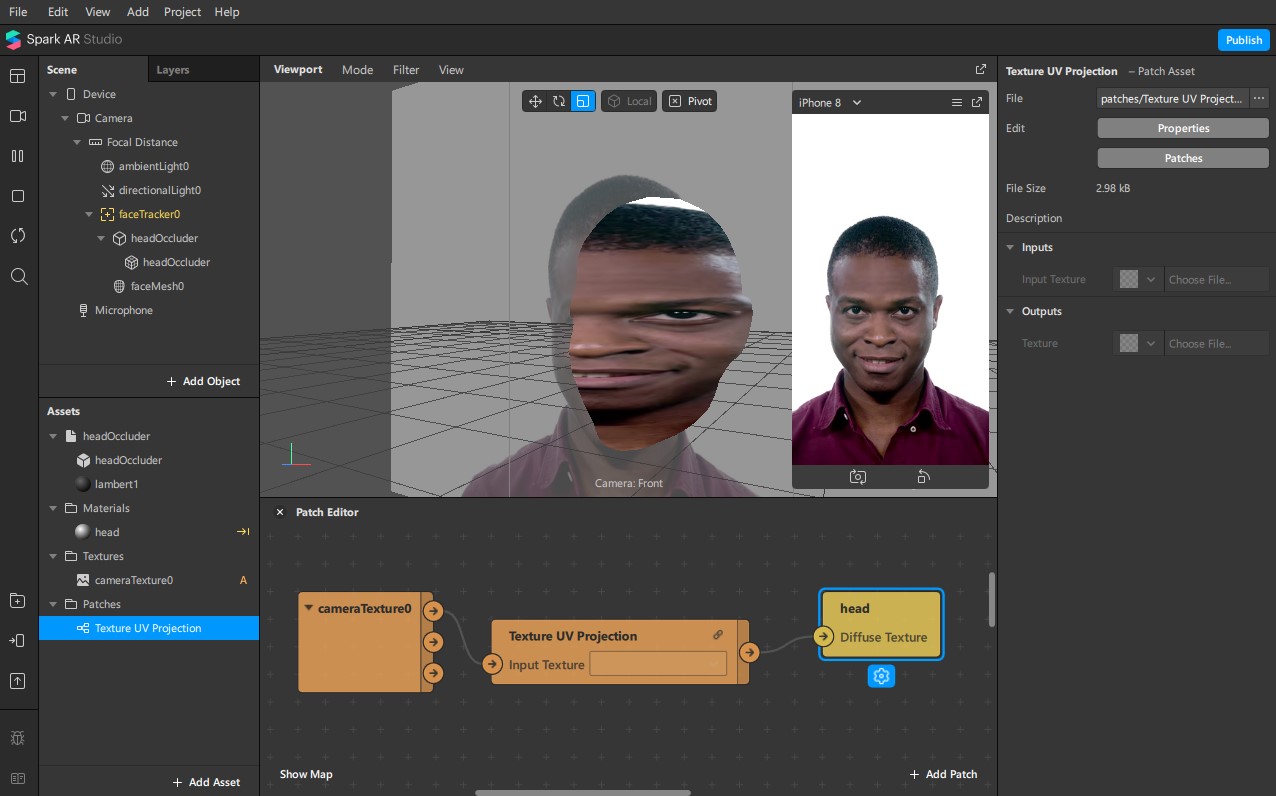 File Edit View Add Project Help
Spark AR Studio
Publish
Scene Layers
Device
Camera
Focal Distance
ambientLight0
directionalLight0
faceTracker0
headOccluder
headOccluder
faceMesh0
Microphone
+ Add Object
Assets
headOccluder
headOccluder
lambert1
Materials
head
Textures
cameraTexture0 A
Patches
Texture UV Projection
+ Add Asset
Viewport Mode Filter View
Local Pivot
iPhone 8
Camera: Front
Patch Editor
cameraTexture0
Texture UV Projection
Input Texture
head
Diffuse Texture
Show Map
+ Add Patch
Texture UV Projection – Patch Asset
File patches/Texture UV Project... ...
Edit Properties
Patches
File Size 2.98 kB
Description
Inputs
Input Texture Choose File...
Outputs
Texture Choose File...